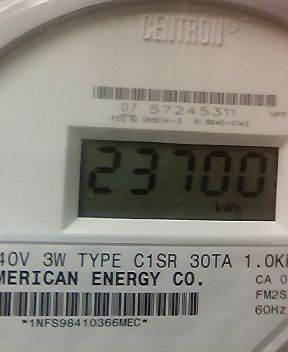 CENTRON
07 57245311
23700
kWh
40V 3W TYPE C1SR 30TA 1.0K
MERICAN ENERGY CO.
CA 0
FM2S
60Hz
*1NFS98410366MEC*